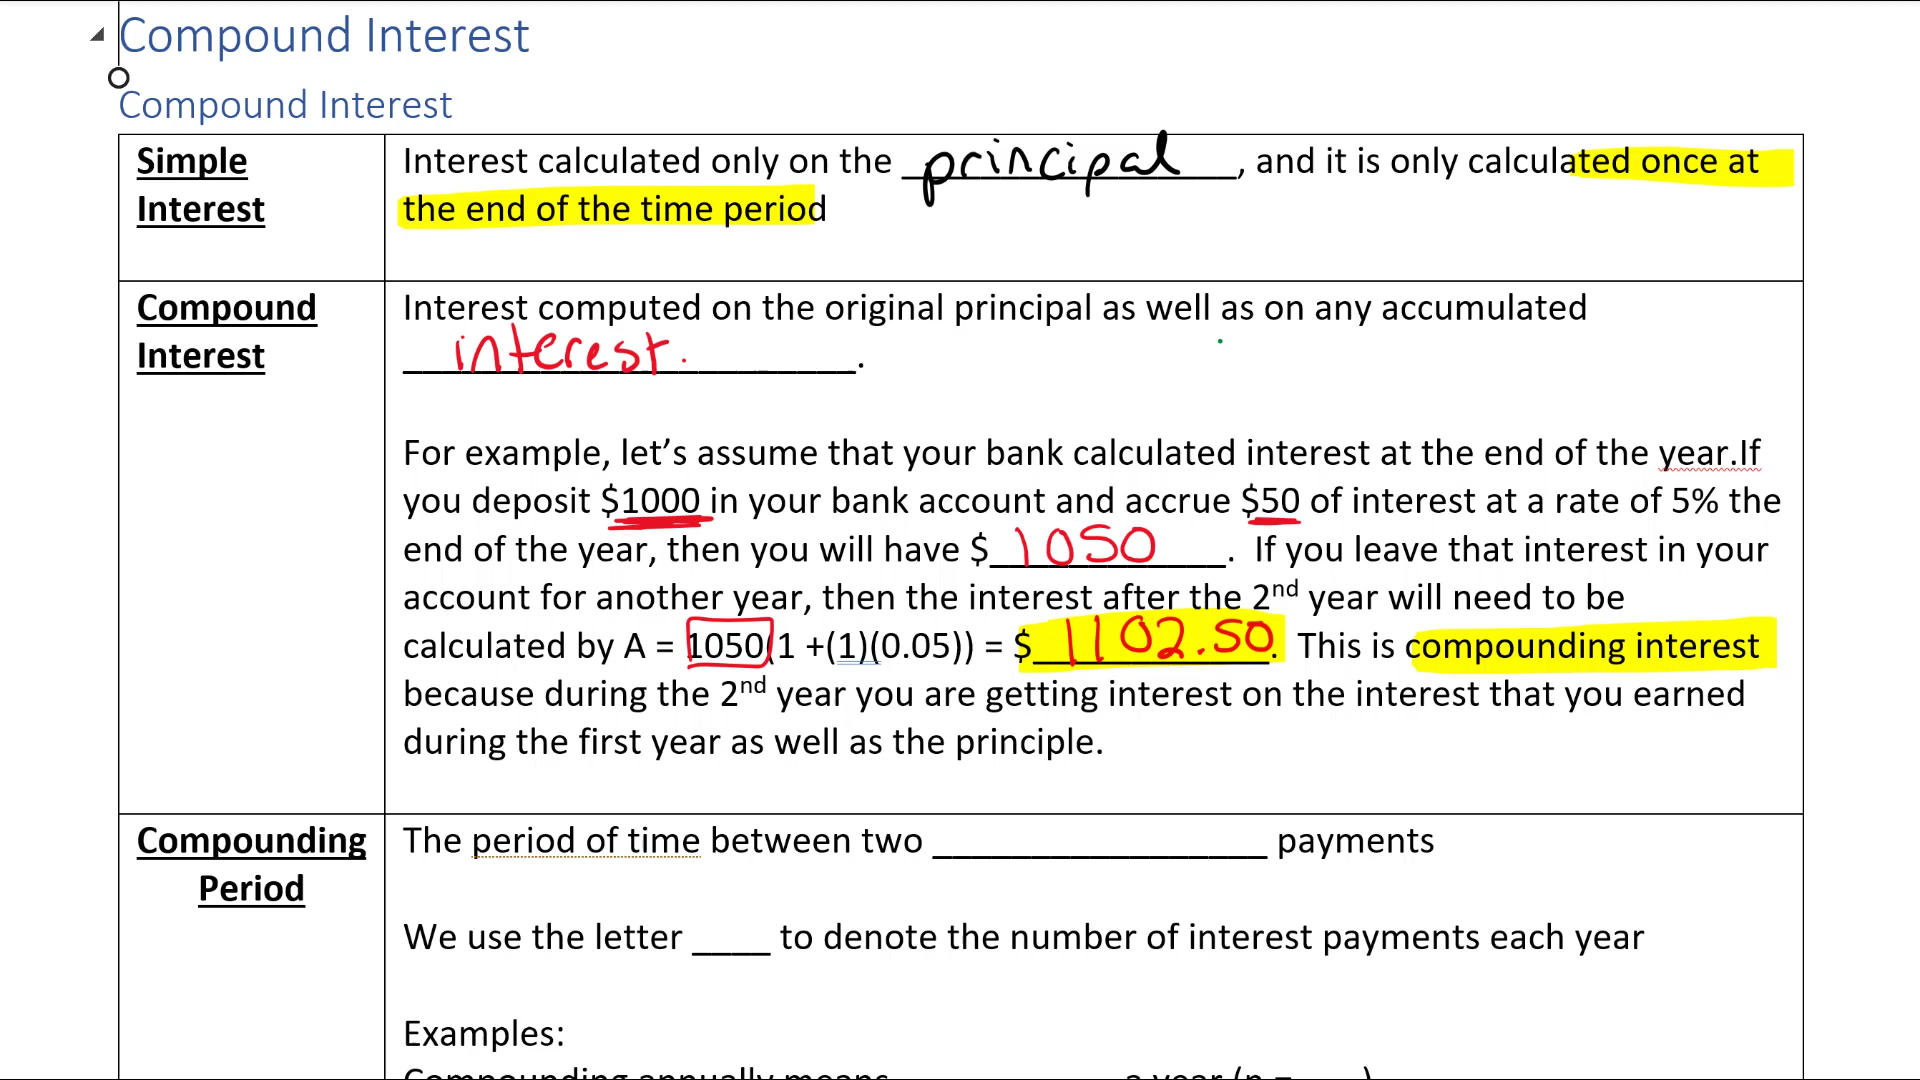 Compound Interest
Compound Interest
Simple
Interest
Interest calculated only on the principal, and it is only calculated once at
the end of the time period
Compound
Interest
Interest computed on the original principal as well as on any accumulated
interest.
For example, let’s assume that your bank calculated interest at the end of the year.If
you deposit $1000 in your bank account and accrue $50 of interest at a rate of 5% the
end of the year, then you will have $ 1050. If you leave that interest in your
account for another year, then the interest after the 2nd year will need to be
calculated by A = 1050(1 +(1)(0.05)) = $ 1102.50. This is compounding interest
because during the 2nd year you are getting interest on the interest that you earned
during the first year as well as the principle.
Compounding
Period
The period of time between two _________________ payments
We use the letter ____ to denote the number of interest payments each year
Examples:
Compounding annually means a year (n = )